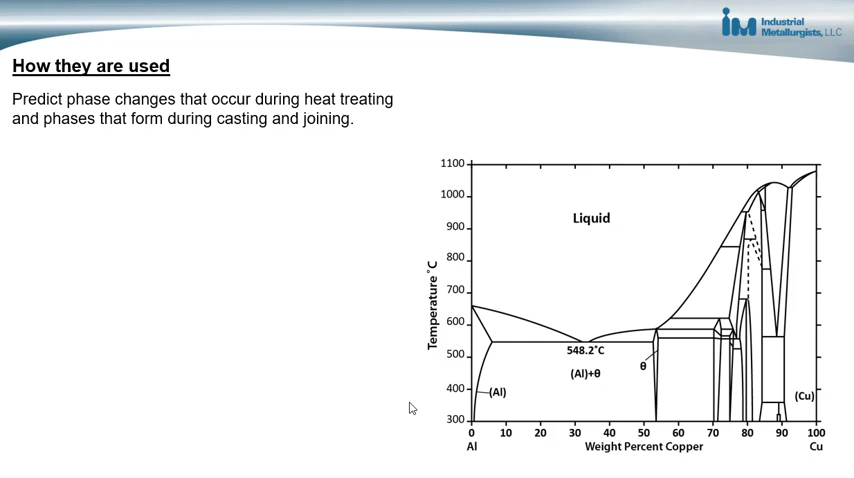 Industrial
Metallurgists, LLC
How they are used
Predict phase changes that occur during heat treating
and phases that form during casting and joining.
1100
1000
900
800
700
600
500
400
300
Temperature ˚C
Liquid
548.2˚C
(Al)+θ
θ
(Al)
(Cu)
0 10 20 30 40 50 60 70 80 90 100
Al Weight Percent Copper Cu